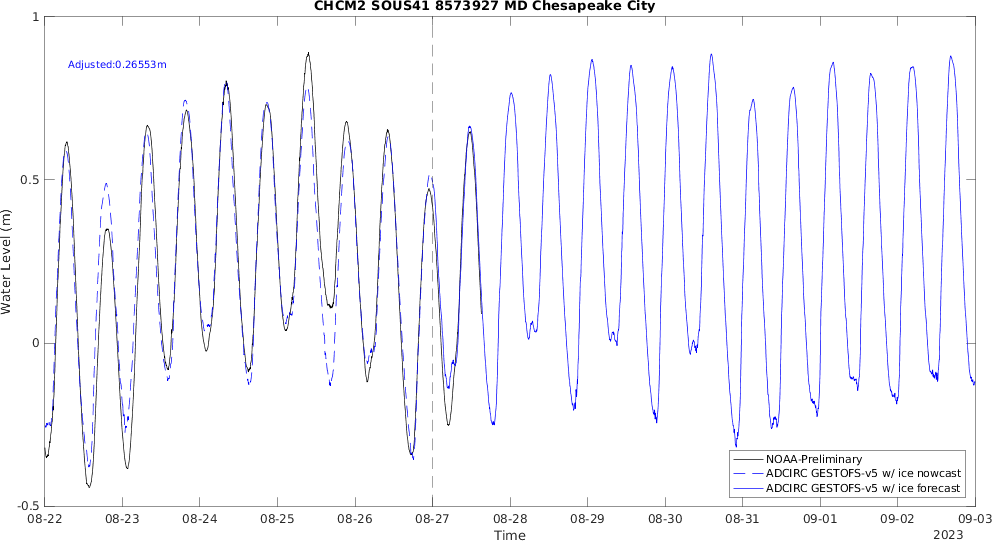 CHCM2 SOUS41 8573927 MD Chesapeake City
Adjusted:0.26553m
Water Level (m)
1
0.5
0
-0.5
NOAA-Preliminary
ADCIRC GESTOFS-v5 w/ ice nowcast
ADCIRC GESTOFS-v5 w/ ice forecast
08-22 08-23 08-24 08-25 08-26 08-27 08-28 08-29 08-30 08-31 09-01 09-02 09-03
Time
2023